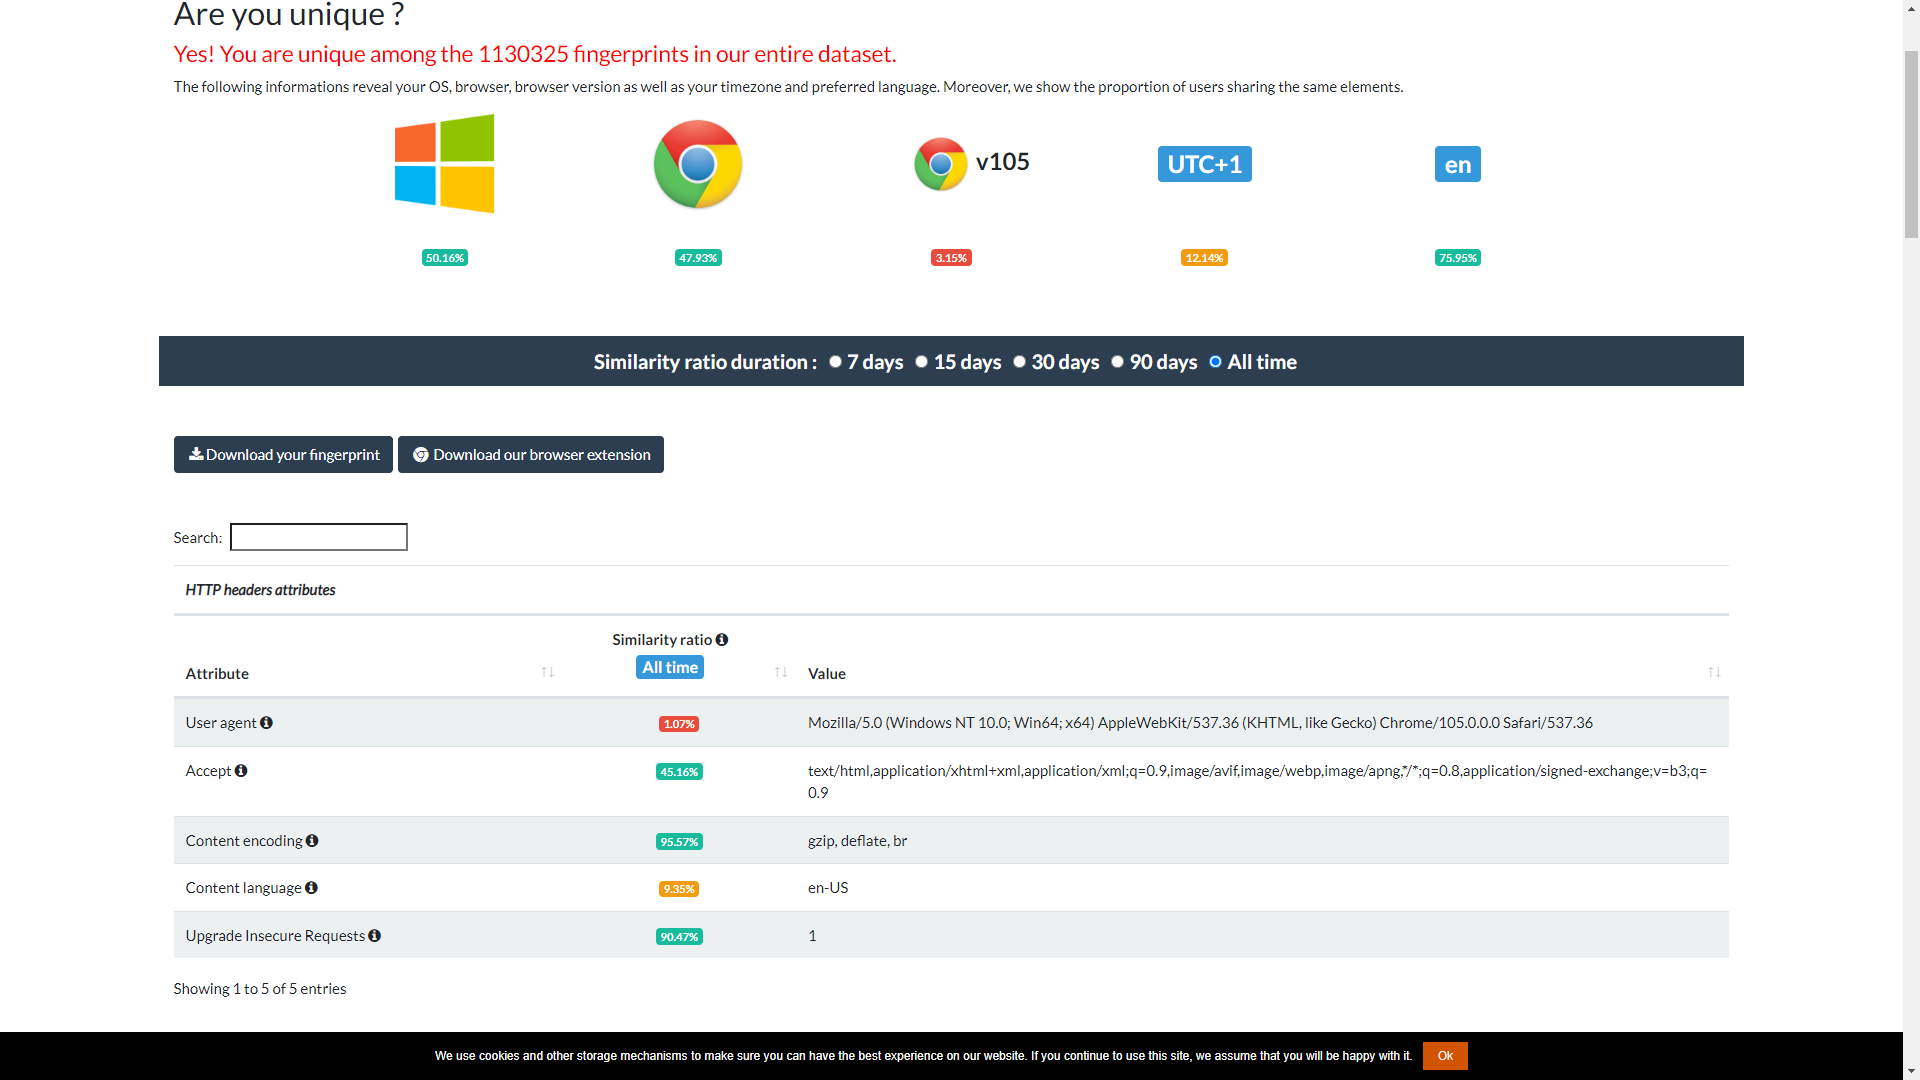 Are you unique ?
Yes! You are unique among the 1130325 fingerprints in our entire dataset.
The following informations reveal your OS, browser, browser version as well as your timezone and preferred language. Moreover, we show the proportion of users sharing the same elements.
v105 UTC+1 en
50.16% 47.93% 3.15% 12.14% 75.95%
Similarity ratio duration : 7 days 15 days 30 days 90 days All time
Download your fingerprint Download our browser extension
Search:
HTTP headers attributes
Similarity ratio
All time
Attribute Value
User agent 1.07% Mozilla/5.0 (Windows NT 10.0; Win64; x64) AppleWebKit/537.36 (KHTML, like Gecko) Chrome/105.0.0.0 Safari/537.36
Accept 45.16% text/html,application/xhtml+xml,application/xml;q=0.9,image/avif,image/webp,image/apng,*/*;q=0.8,application/signed-exchange;v=b3;q=
0.9
Content encoding 95.57% gzip, deflate, br
Content language 9.35% en-US
Upgrade Insecure Requests 90.47% 1
Showing 1 to 5 of 5 entries
We use cookies and other storage mechanisms to make sure you can have the best experience on our website. If you continue to use this site, we assume that you will be happy with it. Ok